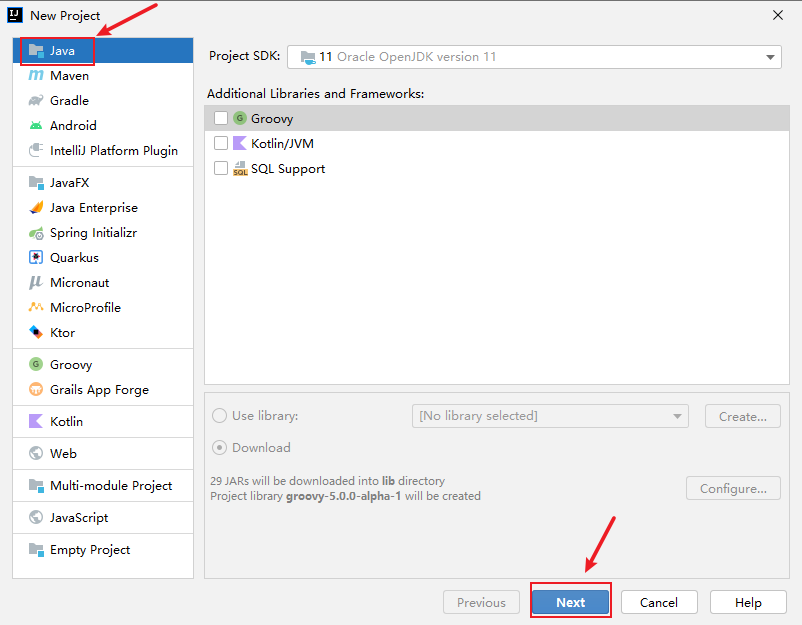 New Project
Java
Maven
Gradle
Android
IntelliJ Platform Plugin
JavaFX
Java Enterprise
Spring Initializr
Quarkus
Micronaut
MicroProfile
Ktor
Groovy
Grails App Forge
Kotlin
Web
Multi-module Project
JavaScript
Empty Project
Project SDK: 11 Oracle OpenJDK version 11
Additional Libraries and Frameworks:
Groovy
Kotlin/JVM
SQL Support
Use library: [No library selected] Create...
Download
29 JARs will be downloaded into lib directory
Project library groovy-5.0.0-alpha-1 will be created
Configure...
Previous Next Cancel Help